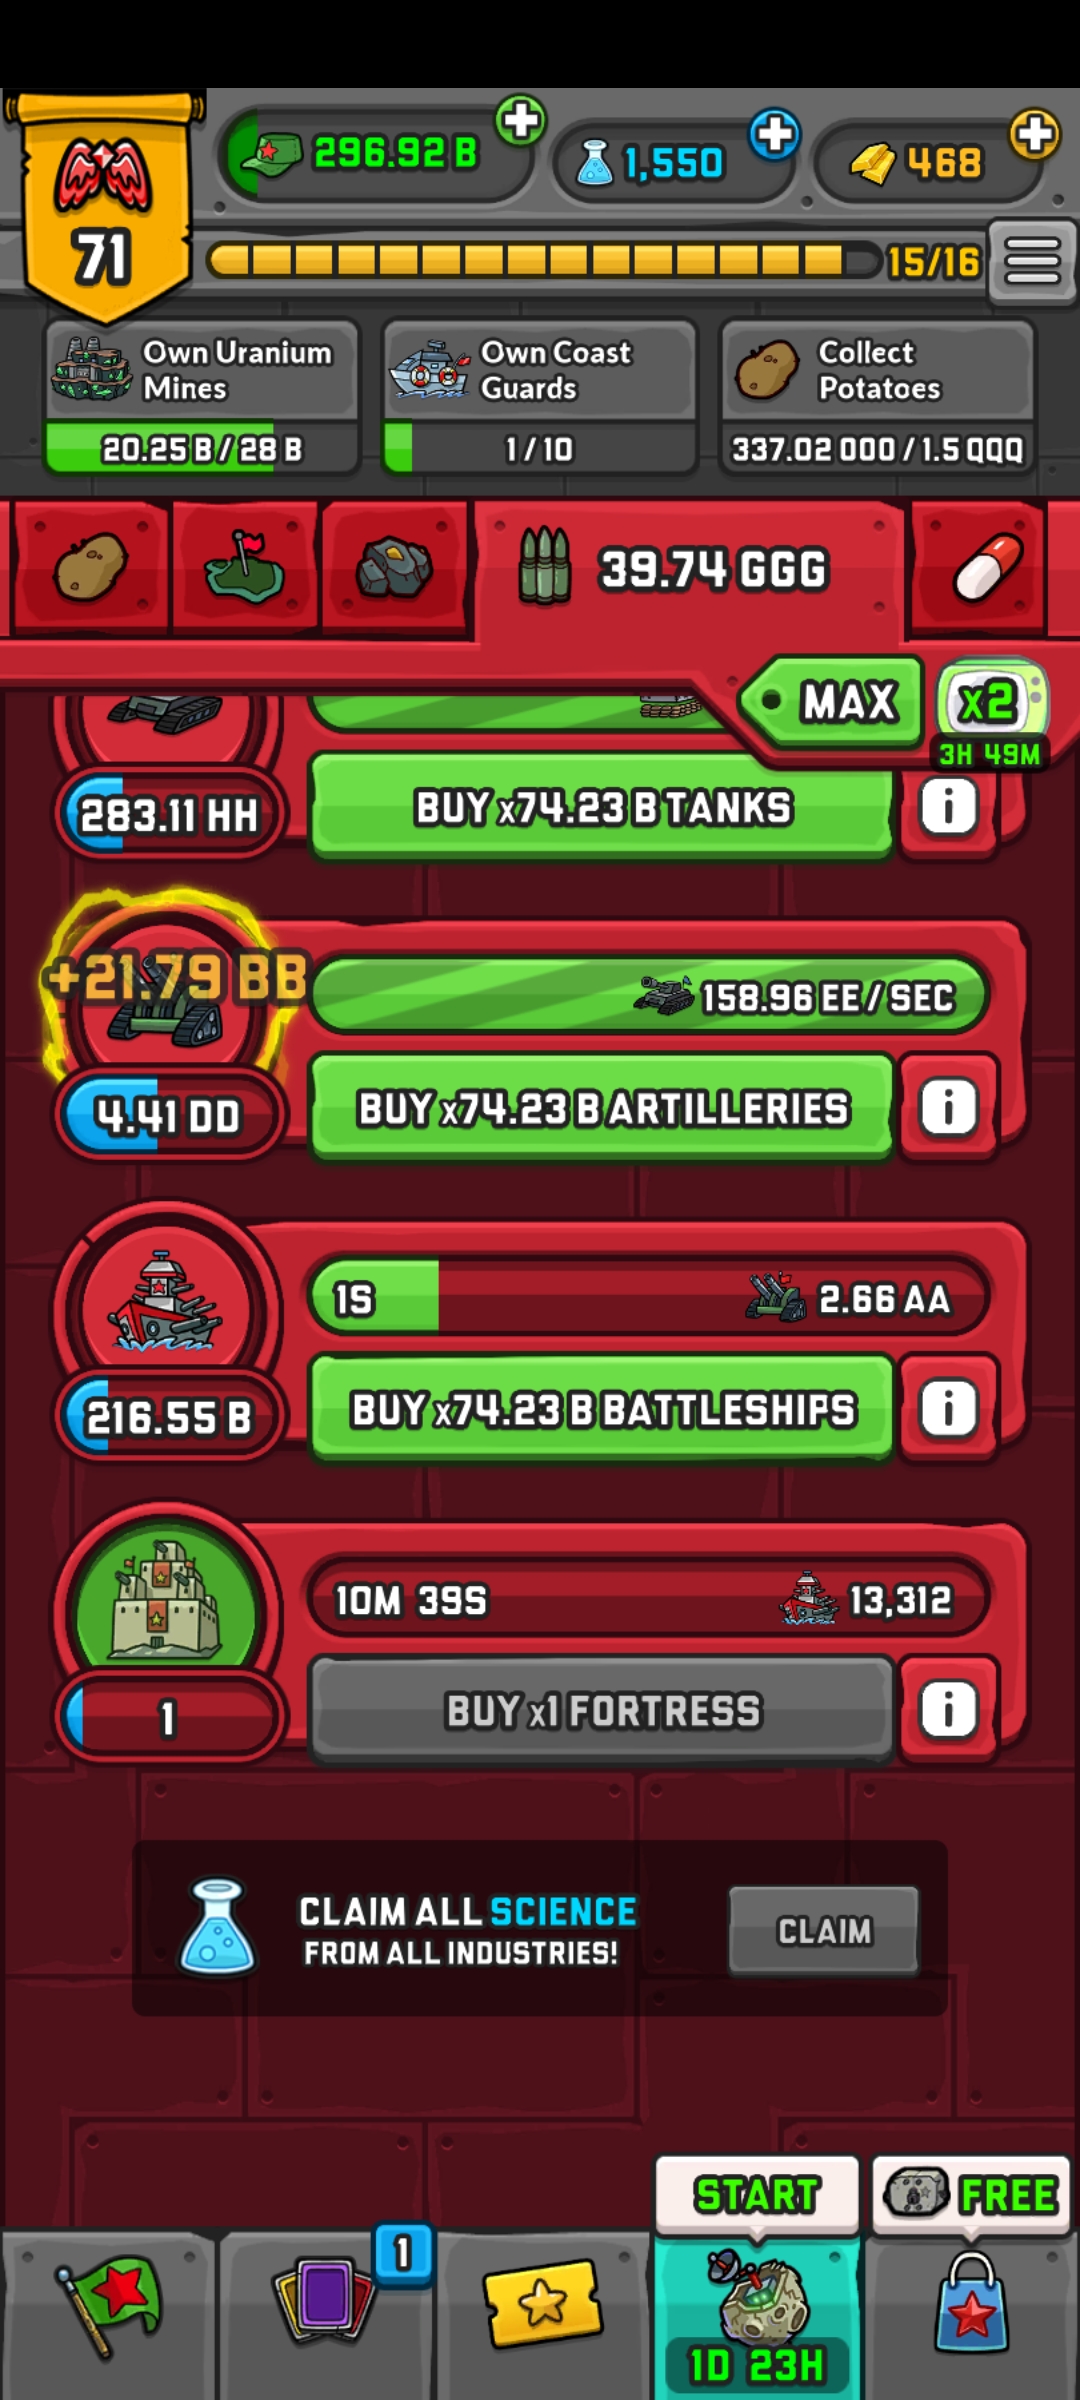 296.92 B
1,550
468
71
15/16
Own Uranium
Mines
20.25 B / 28 B
Own Coast
Guards
1 / 10
Collect
Potatoes
337.02 OOO / 1.5 QQQ
39.74 GGG
MAX
x2
3H 49M
283.11 HH
BUY x74.23 B TANKS
i
+21.79 BB
158.96 EE / SEC
4.41 DD
BUY x74.23 B ARTILLERIES
i
1S
2.66 AA
216.55 B
BUY x74.23 B BATTLESHIPS
i
10M 39S
13,312
1
BUY x1 FORTRESS
i
CLAIM ALL SCIENCE
FROM ALL INDUSTRIES!
CLAIM
START
FREE
1
1D 23H